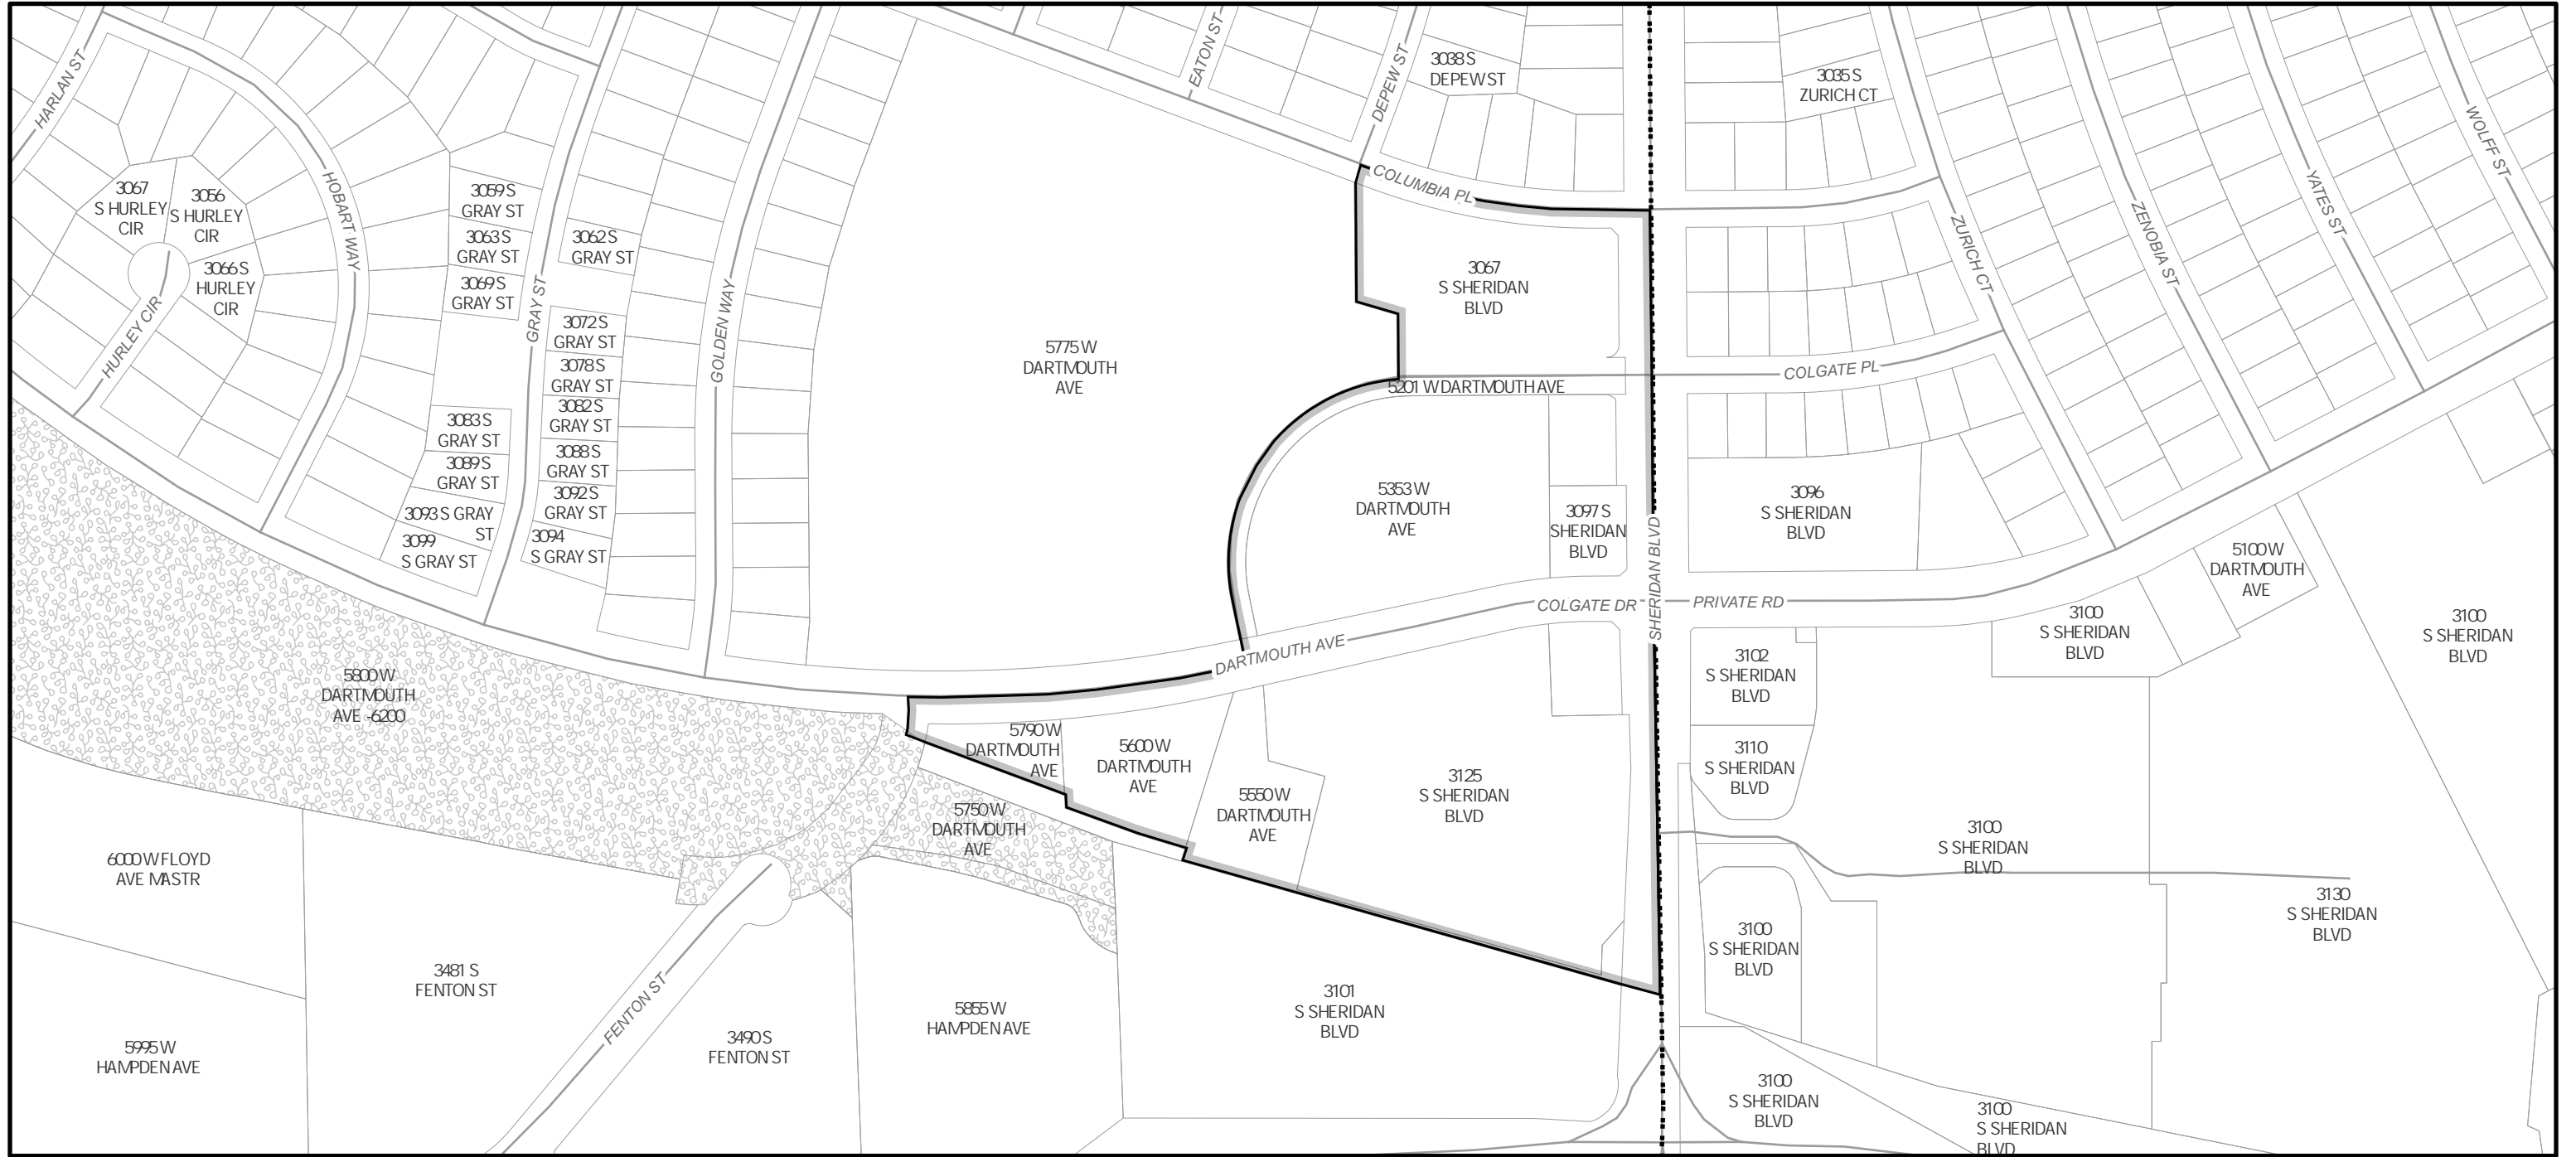 HARLAN ST
EATON ST
DEPEW ST
3038 S
DEPEW ST
3035 S
ZURICH CT
WOLFF ST
3067
S HURLEY
CIR
3056
S HURLEY
CIR
HOBART WAY
3059 S
GRAY ST
COLUMBIA PL
YATES ST
ZENOBIA ST
ZURICH CT
3063 S
GRAY ST
3062 S
GRAY ST
3066 S
HURLEY
CIR
3069 S
GRAY ST
HURLEY CIR
GRAY ST
GOLDEN WAY
3067
S SHERIDAN
BLVD
3072 S
GRAY ST
5775 W
DARTMOUTH
AVE
3078 S
GRAY ST
COLGATE PL
5201 W DARTMOUTH AVE
3082 S
GRAY ST
3083 S
GRAY ST
3088 S
GRAY ST
3089 S
GRAY ST
3092 S
GRAY ST
5353 W
DARTMOUTH
AVE
3097 S
SHERIDAN
BLVD
3096
S SHERIDAN
BLVD
3093 S GRAY
ST
3094
S GRAY ST
3099
S GRAY ST
SHERIDAN BLVD
5100 W
DARTMOUTH
AVE
COLGATE DR
PRIVATE RD
3100
S SHERIDAN
BLVD
3100
S SHERIDAN
BLVD
DARTMOUTH AVE
3102
S SHERIDAN
BLVD
5800 W
DARTMOUTH
AVE -6200
5790 W
DARTMOUTH
AVE
5600 W
DARTMOUTH
AVE
3110
S SHERIDAN
BLVD
3125
S SHERIDAN
BLVD
5550 W
DARTMOUTH
AVE
5750 W
DARTMOUTH
AVE
3100
S SHERIDAN
BLVD
6000 W FLOYD
AVE MASTR
3130
S SHERIDAN
BLVD
3100
S SHERIDAN
BLVD
3481 S
FENTON ST
FENTON ST
3101
S SHERIDAN
BLVD
5855 W
HAMPDEN AVE
3490 S
FENTON ST
5995 W
HAMPDEN AVE
3100
S SHERIDAN
BLVD
3100
S SHERIDAN
BLVD